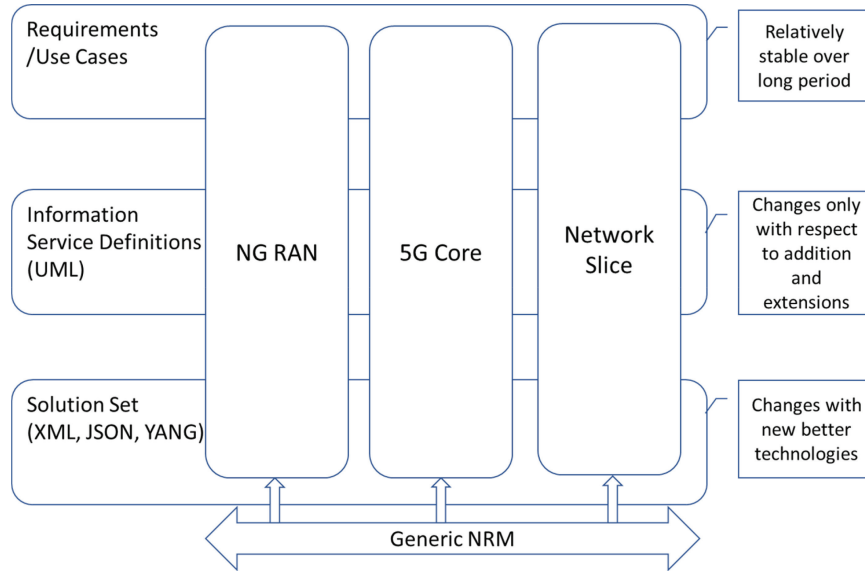 Requirements
/Use Cases
Relatively
stable over
long period
Information
Service Definitions
(UML)
NG RAN
5G Core
Network
Slice
Changes only
with respect
to addition
and
extensions
Solution Set
(XML, JSON, YANG)
Changes with
new better
technologies
Generic NRM